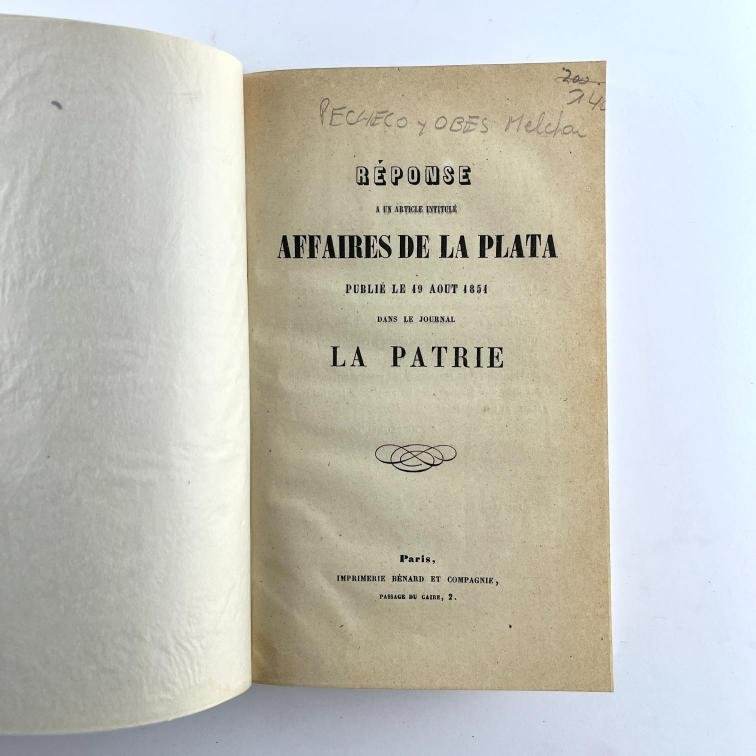 200
140
PECHECO y OBES Melchor
RÉPONSE
A UN ARTICLE INTITULÉ
AFFAIRES DE LA PLATA
PUBLIÉ LE 19 AOUT 1851
DANS LE JOURNAL
LA PATRIE
Paris,
IMPRIMERIE BÉNARD ET COMPAGNIE,
PASSAGE DU CAIRE, 2.